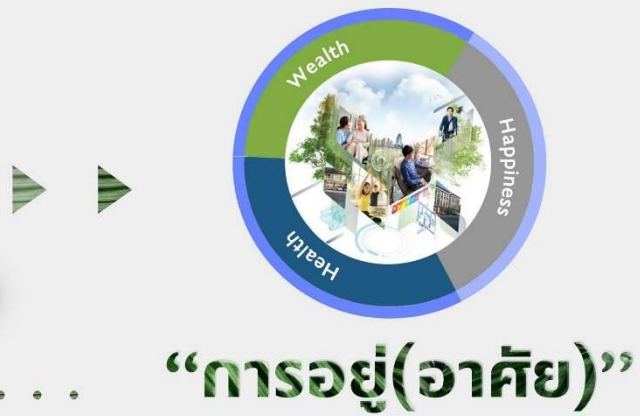 Wealth
Happiness
Health
. . . “การอยู่(อาศัย)”